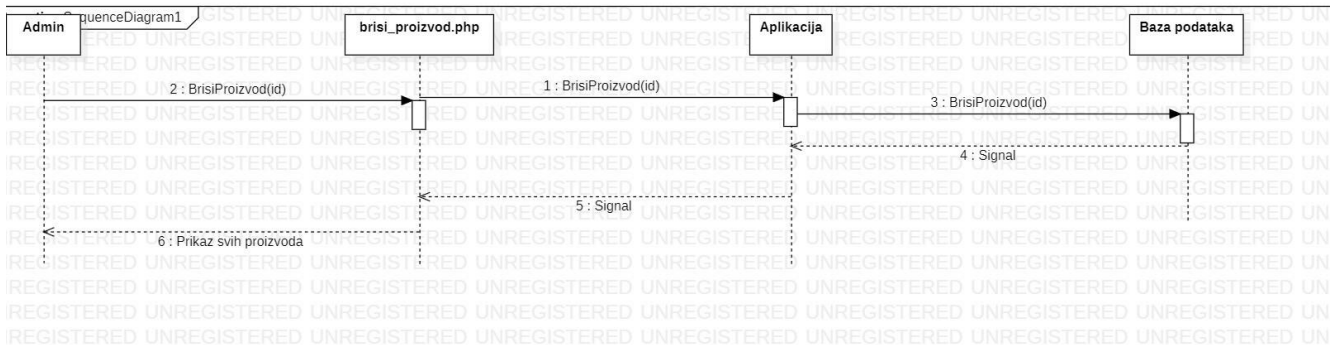 SequenceDiagram1
Admin
brisi_proizvod.php
Aplikacija
Baza podataka
2 : BrisiProizvod(id)
1 : BrisiProizvod(id)
3 : BrisiProizvod(id)
4 : Signal
5 : Signal
6 : Prikaz svih proizvoda